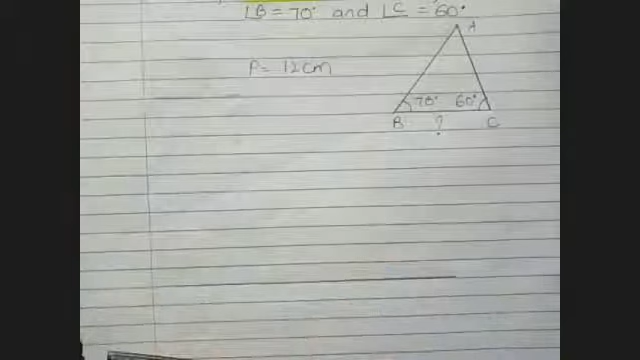 ∠B = 70° and ∠C = 60°
P = 12cm
A
70° 60°
B ? C